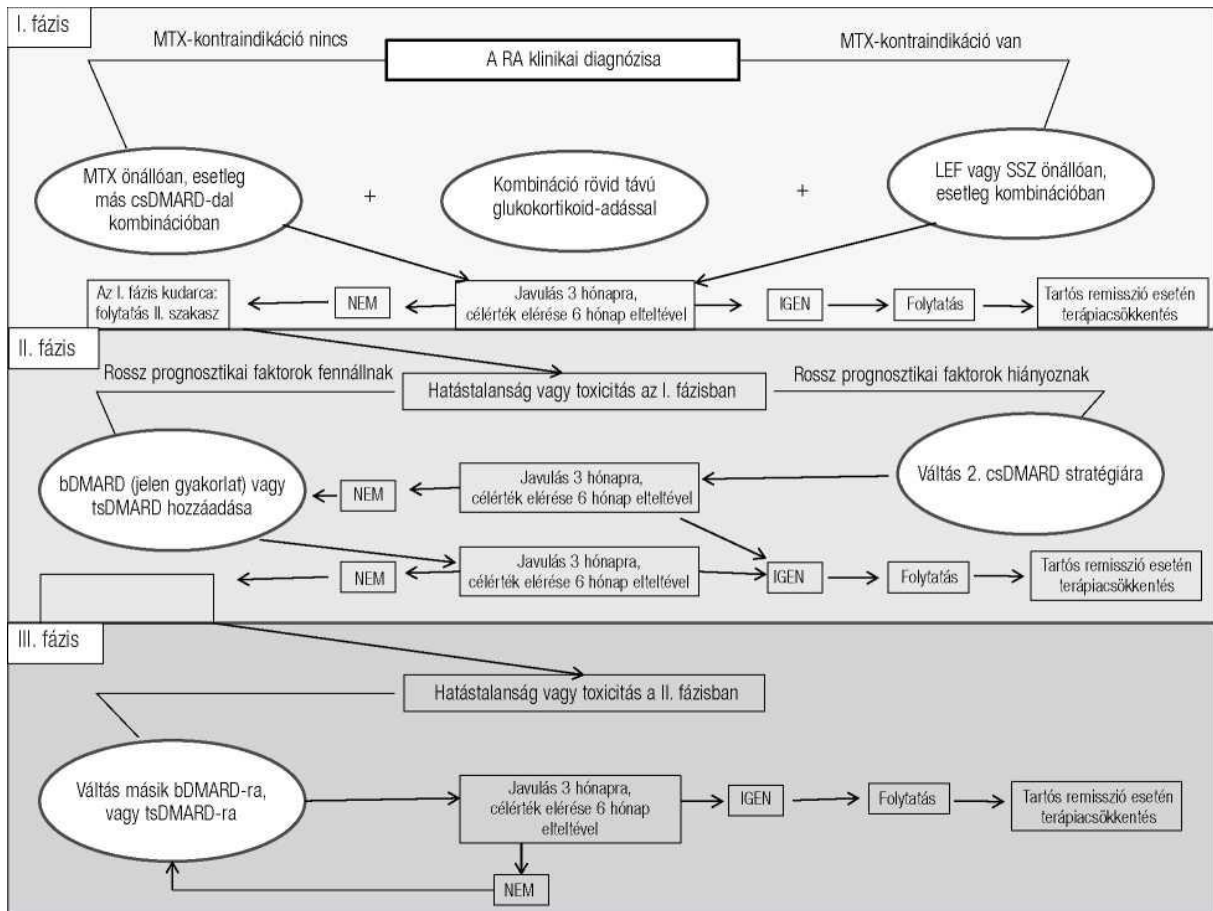 I. fázis
MTX-kontraindikáció nincs
A RA klinikai diagnózisa
MTX-kontraindikáció van
MTX önállóan, esetleg
más csDMARD-dal
kombinációban
+
Kombináció rövid távú
glukokortikoid-adással
+
LEF vagy SSZ önállóan,
esetleg kombinációban
Az I. fázis kudarca:
folytatás II. szakasz
NEM
Javulás 3 hónapra,
célérték elérése 6 hónap elteltével
IGEN
Folytatás
Tartós remisszió esetén
terápiacsökkentés
II. fázis
Rossz prognosztikai faktorok fennállnak
Hatástalanság vagy toxicitás az I. fázisban
Rossz prognosztikai faktorok hiányoznak
bDMARD (jelen gyakorlat) vagy
tsDMARD hozzáadása
NEM
Javulás 3 hónapra,
célérték elérése 6 hónap elteltével
Váltás 2. csDMARD stratégiára
NEM
Javulás 3 hónapra,
célérték elérése 6 hónap elteltével
IGEN
Folytatás
Tartós remisszió esetén
terápiacsökkentés
III. fázis
Hatástalanság vagy toxicitás a II. fázisban
Váltás másik bDMARD-ra,
vagy tsDMARD-ra
Javulás 3 hónapra,
célérték elérése 6 hónap
elteltével
IGEN
Folytatás
Tartós remisszió esetén
terápiacsökkentés
NEM